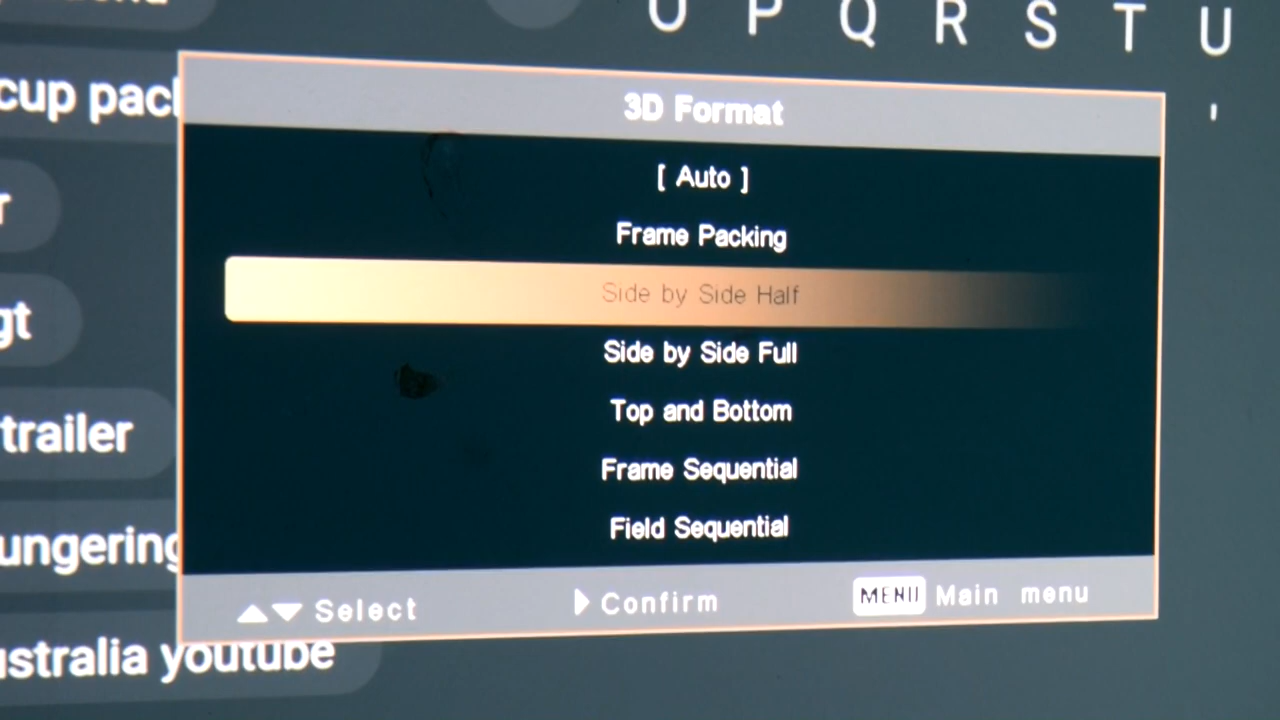 O P Q R S T U
cup pac
'
3D Format
[ Auto ]
Frame Packing
Side by Side Half
Side by Side Full
Top and Bottom
Frame Sequential
Field Sequential
Select
Confirm
MENU Main menu
r
gt
trailer
ungering
ustralia youtube